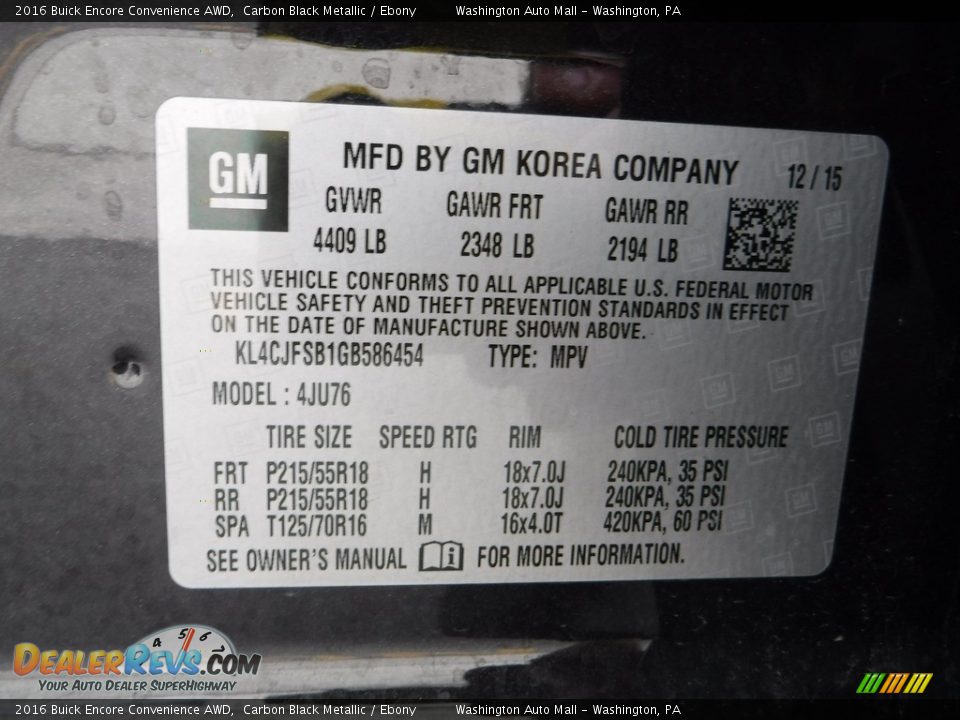 2016 Buick Encore Convenience AWD, Carbon Black Metallic / Ebony Washington Auto Mall - Washington, PA
GM
MFD BY GM KOREA COMPANY 12 / 15
GVWR GAWR FRT GAWR RR
4409 LB 2348 LB 2194 LB
THIS VEHICLE CONFORMS TO ALL APPLICABLE U.S. FEDERAL MOTOR
VEHICLE SAFETY AND THEFT PREVENTION STANDARDS IN EFFECT
ON THE DATE OF MANUFACTURE SHOWN ABOVE.
KL4CJFSB1GB586454 TYPE: MPV
MODEL : 4JU76
TIRE SIZE SPEED RTG RIM COLD TIRE PRESSURE
FRT P215/55R18 H 18x7.0J 240KPA, 35 PSI
RR P215/55R18 H 18x7.0J 240KPA, 35 PSI
SPA T125/70R16 M 16x4.0T 420KPA, 60 PSI
SEE OWNER'S MANUAL FOR MORE INFORMATION.
4 5 6
DealerRevs.com
Your Auto Dealer SuperHighway
2016 Buick Encore Convenience AWD, Carbon Black Metallic / Ebony Washington Auto Mall - Washington, PA